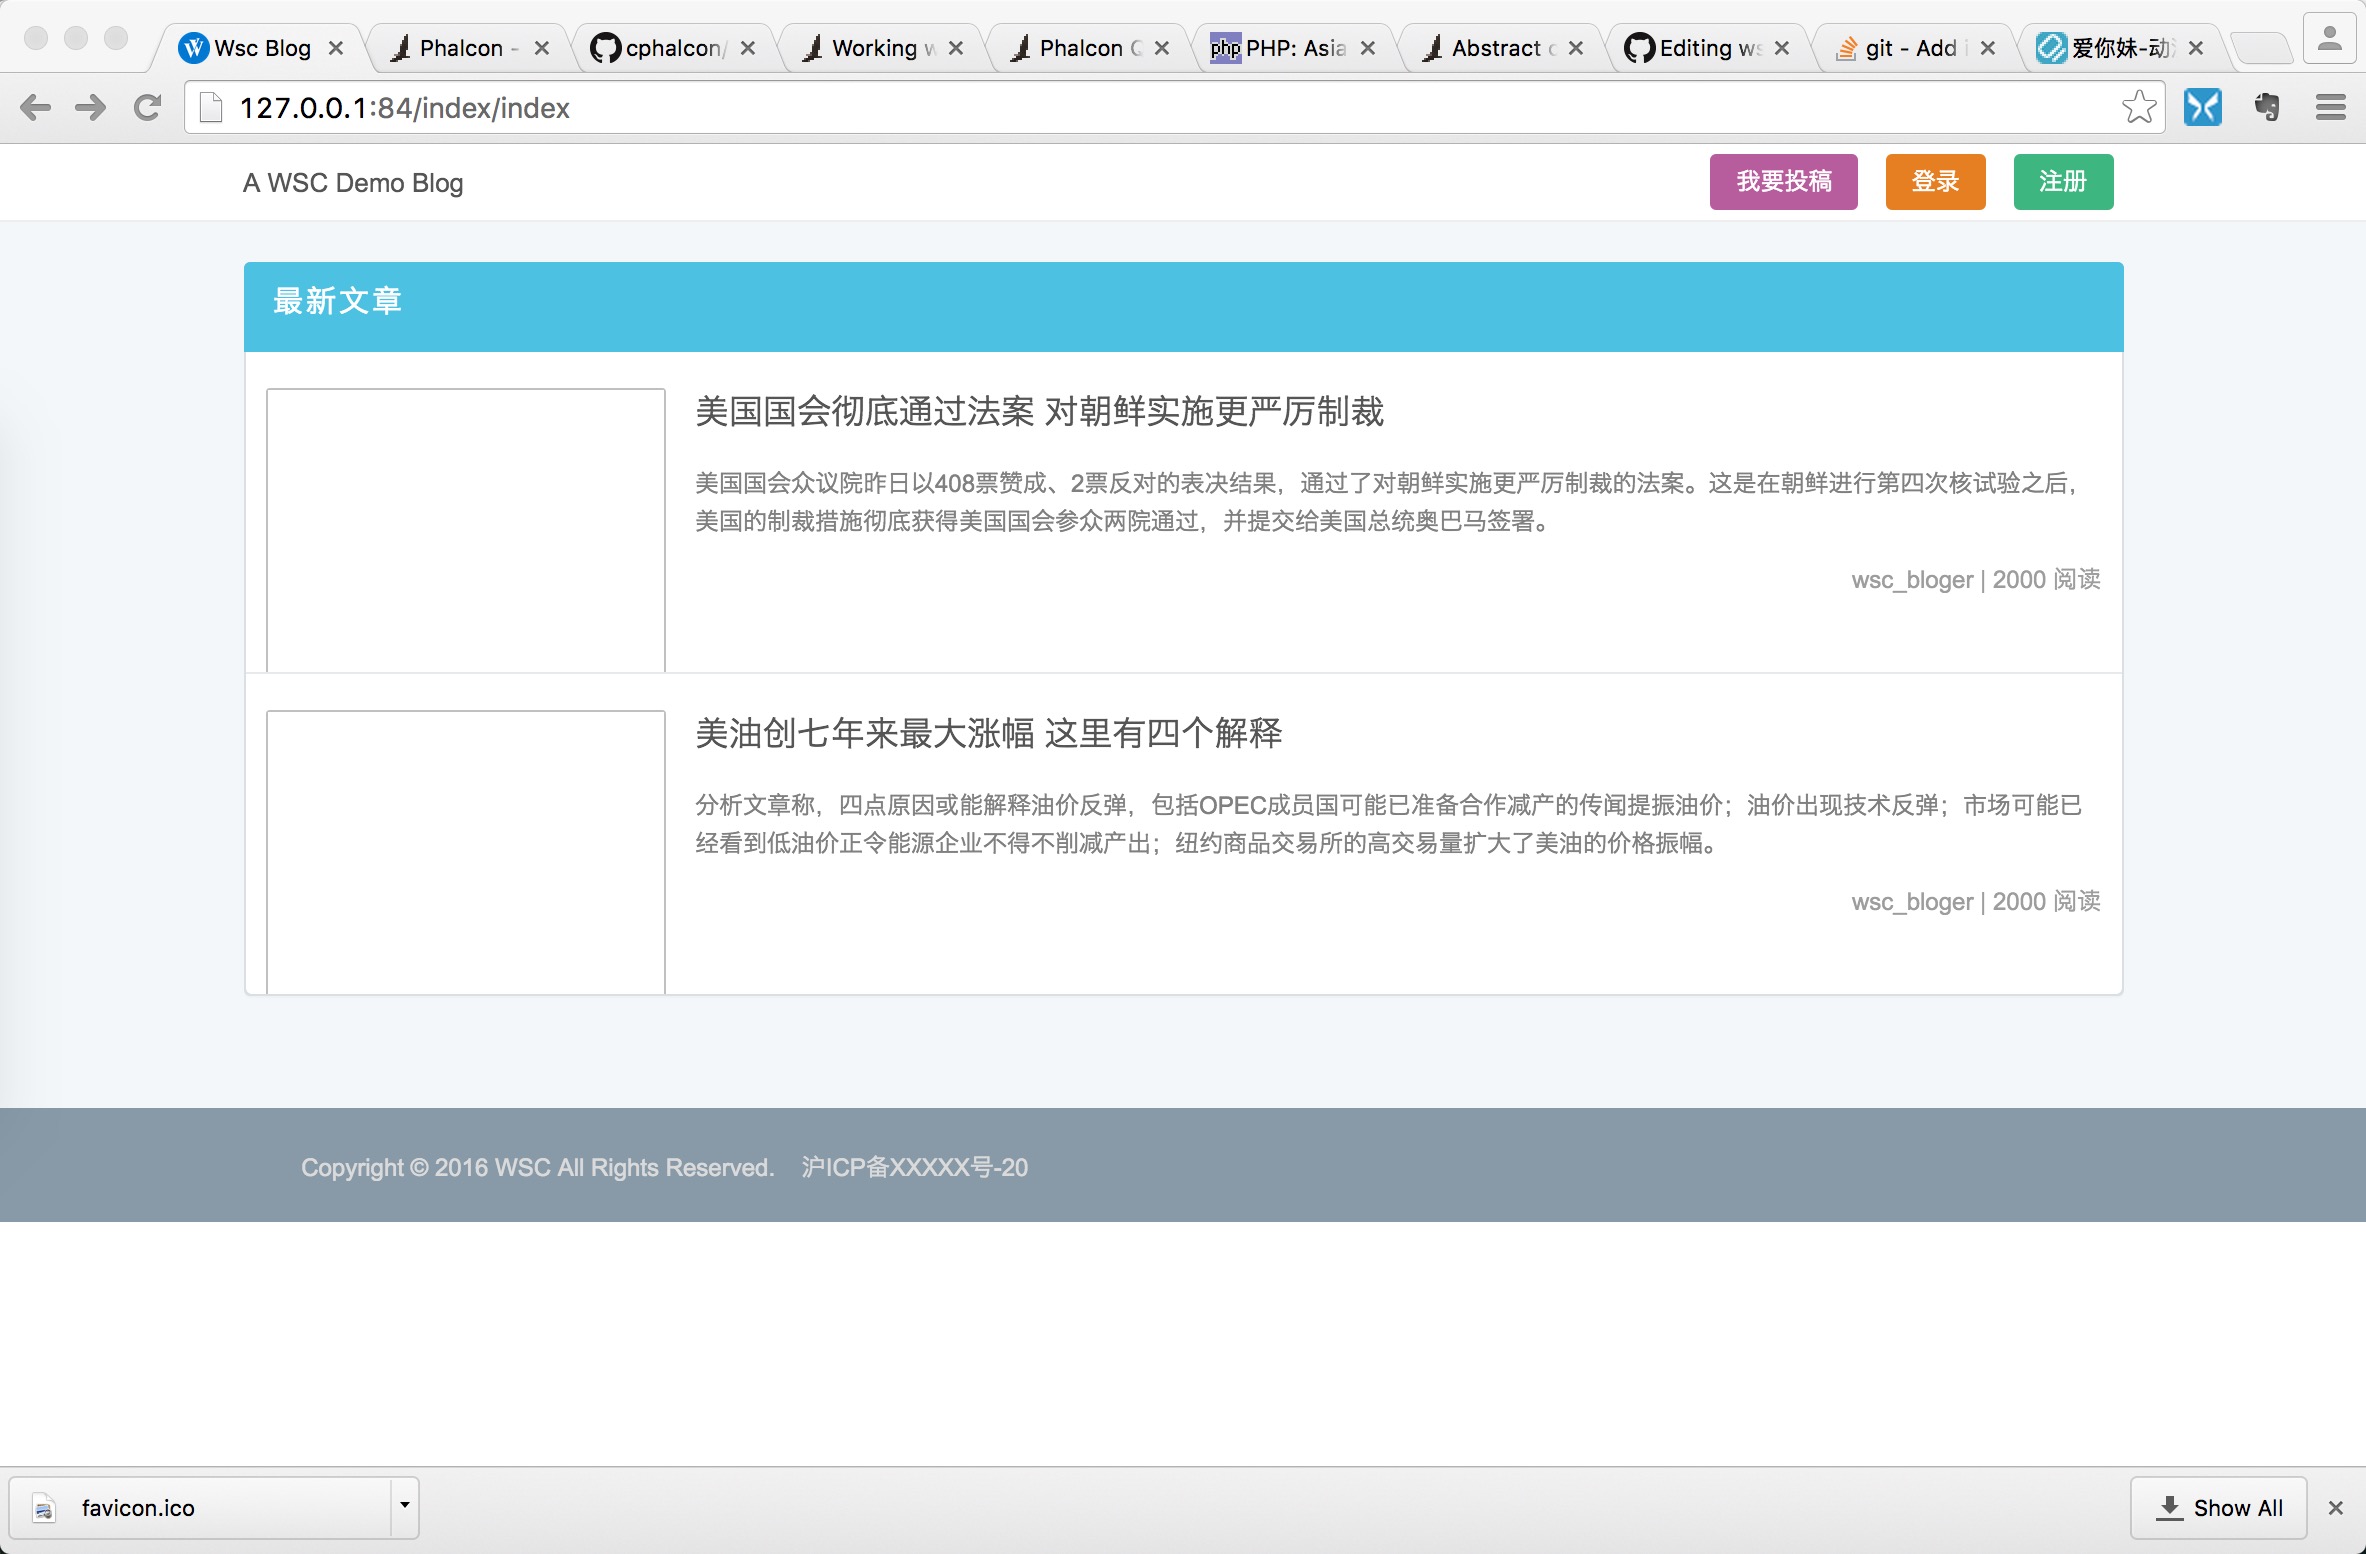 Wsc Blog
Phalcon -
cphalcon/
Working w
Phalcon
php PHP: Asia
Abstract
Editing ws
git - Add
爱你妹-动
127.0.0.1:84/index/index
A WSC Demo Blog
我要投稿
登录
注册
最新文章
美国国会彻底通过法案 对朝鲜实施更严厉制裁
美国国会众议院昨日以408票赞成、2票反对的表决结果，通过了对朝鲜实施更严厉制裁的法案。这是在朝鲜进行第四次核试验之后，
美国的制裁措施彻底获得美国国会参众两院通过，并提交给美国总统奥巴马签署。
wsc_bloger | 2000 阅读
美油创七年来最大涨幅 这里有四个解释
分析文章称，四点原因或能解释油价反弹，包括OPEC成员国可能已准备合作减产的传闻提振油价；油价出现技术反弹；市场可能已
经看到低油价正令能源企业不得不削减产出；纽约商品交易所的高交易量扩大了美油的价格振幅。
wsc_bloger | 2000 阅读
Copyright © 2016 WSC All Rights Reserved. 沪ICP备XXXXX号-20
favicon.ico
Show All